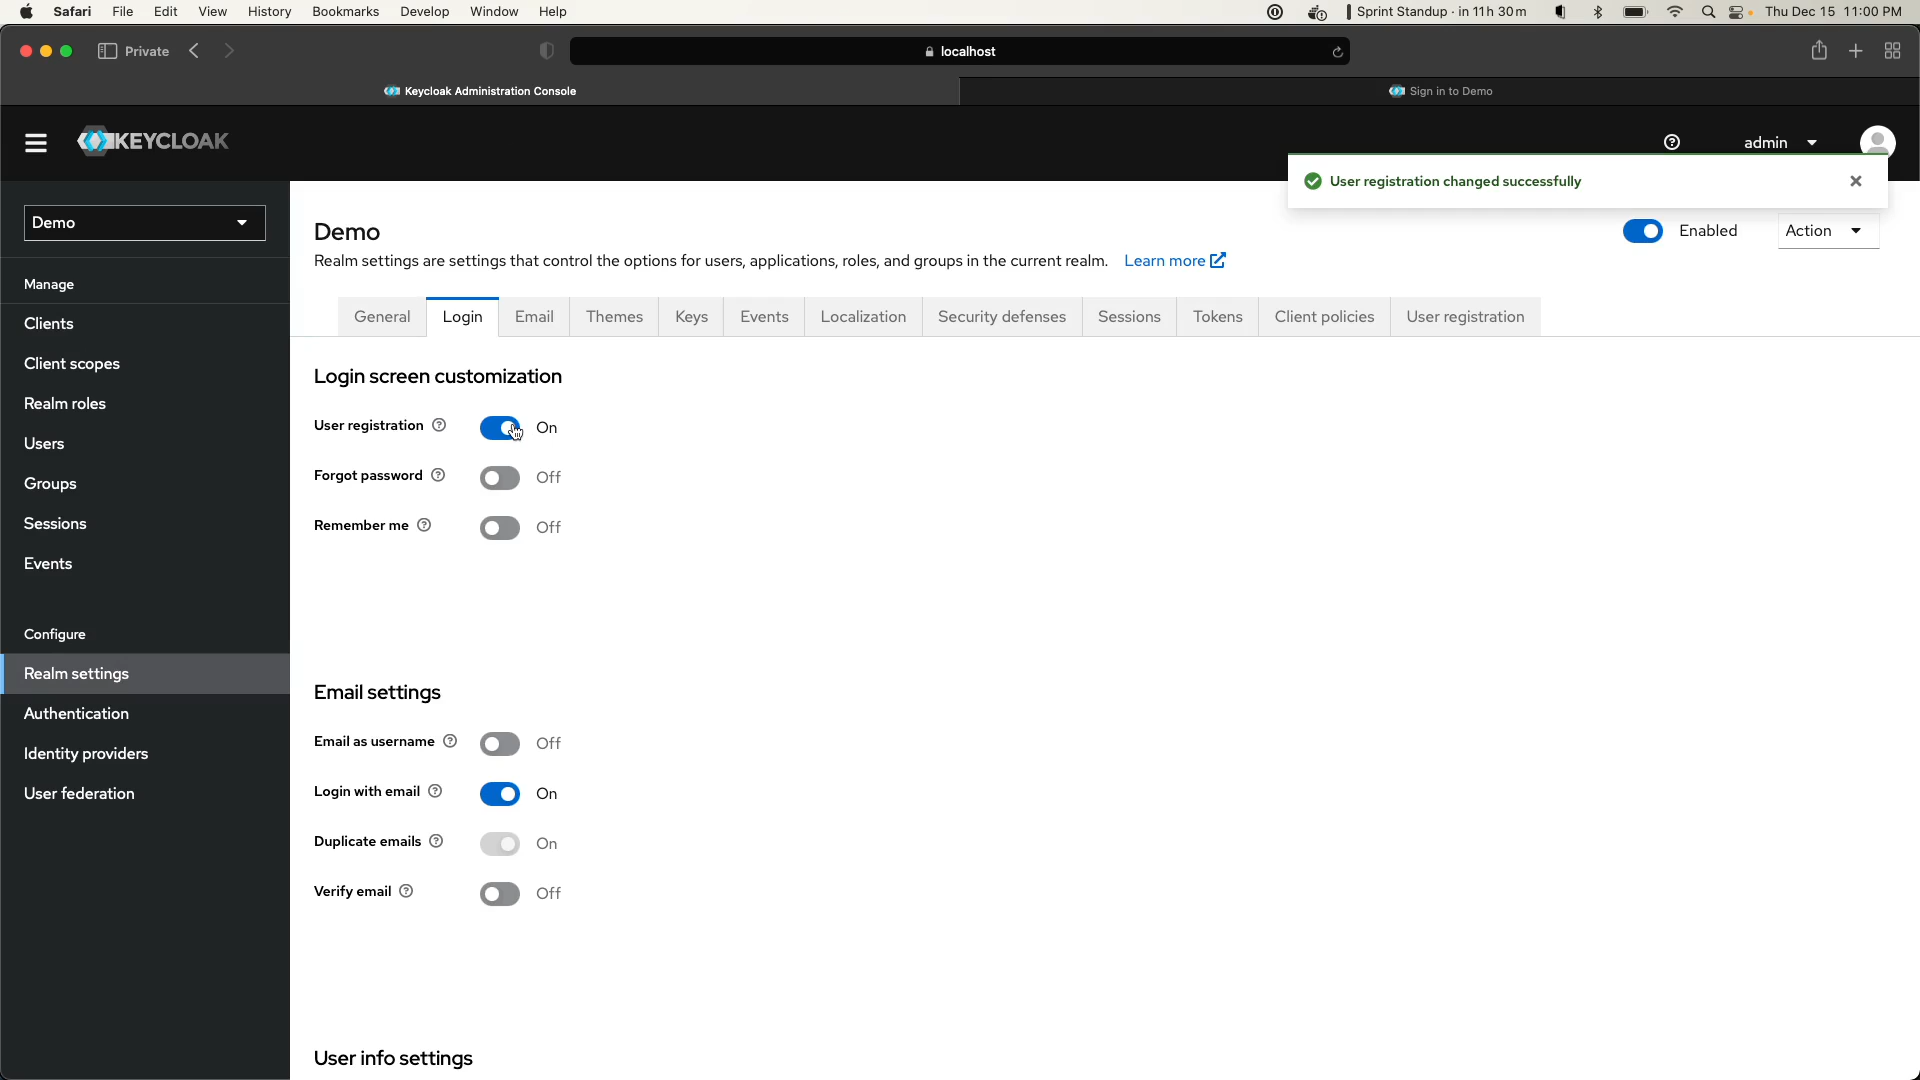 Safari File Edit View History Bookmarks Develop Window Help Sprint Standup · in 11 h 30 m Thu Dec 15 11:00 PM
Private localhost
Keycloak Administration Console Sign in to Demo
KEYCLOAK admin
User registration changed successfully
Demo
Manage
Clients
Client scopes
Realm roles
Users
Groups
Sessions
Events
Configure
Realm settings
Authentication
Identity providers
User federation
Demo Enabled Action
Realm settings are settings that control the options for users, applications, roles, and groups in the current realm. Learn more
General Login Email Themes Keys Events Localization Security defenses Sessions Tokens Client policies User registration
Login screen customization
User registration On
Forgot password Off
Remember me Off
Email settings
Email as username Off
Login with email On
Duplicate emails On
Verify email Off
User info settings